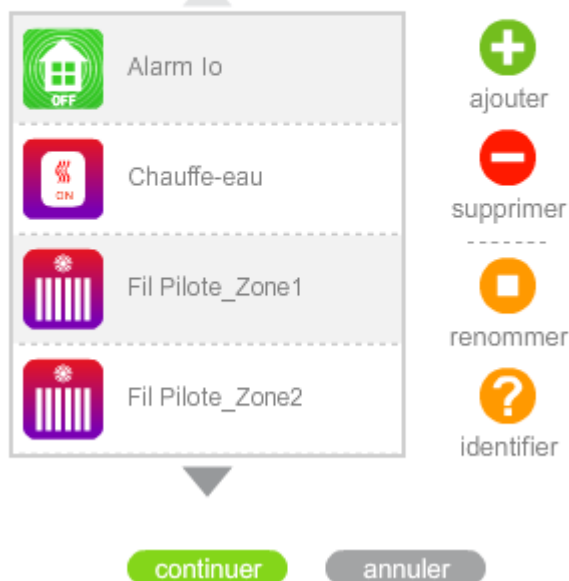 OFF
Alarm Io
ajouter
ON
Chauffe-eau
supprimer
Fil Pilote_Zone1
renommer
Fil Pilote_Zone2
identifier
continuer
annuler